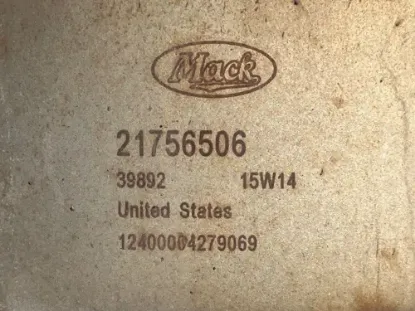 Mack
21756506
39892 15W14
United States
12400004279069